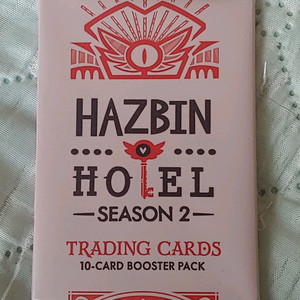 HAZBIN
HOTEL
SEASON 2
TRADING CARDS
10-CARD BOOSTER PACK